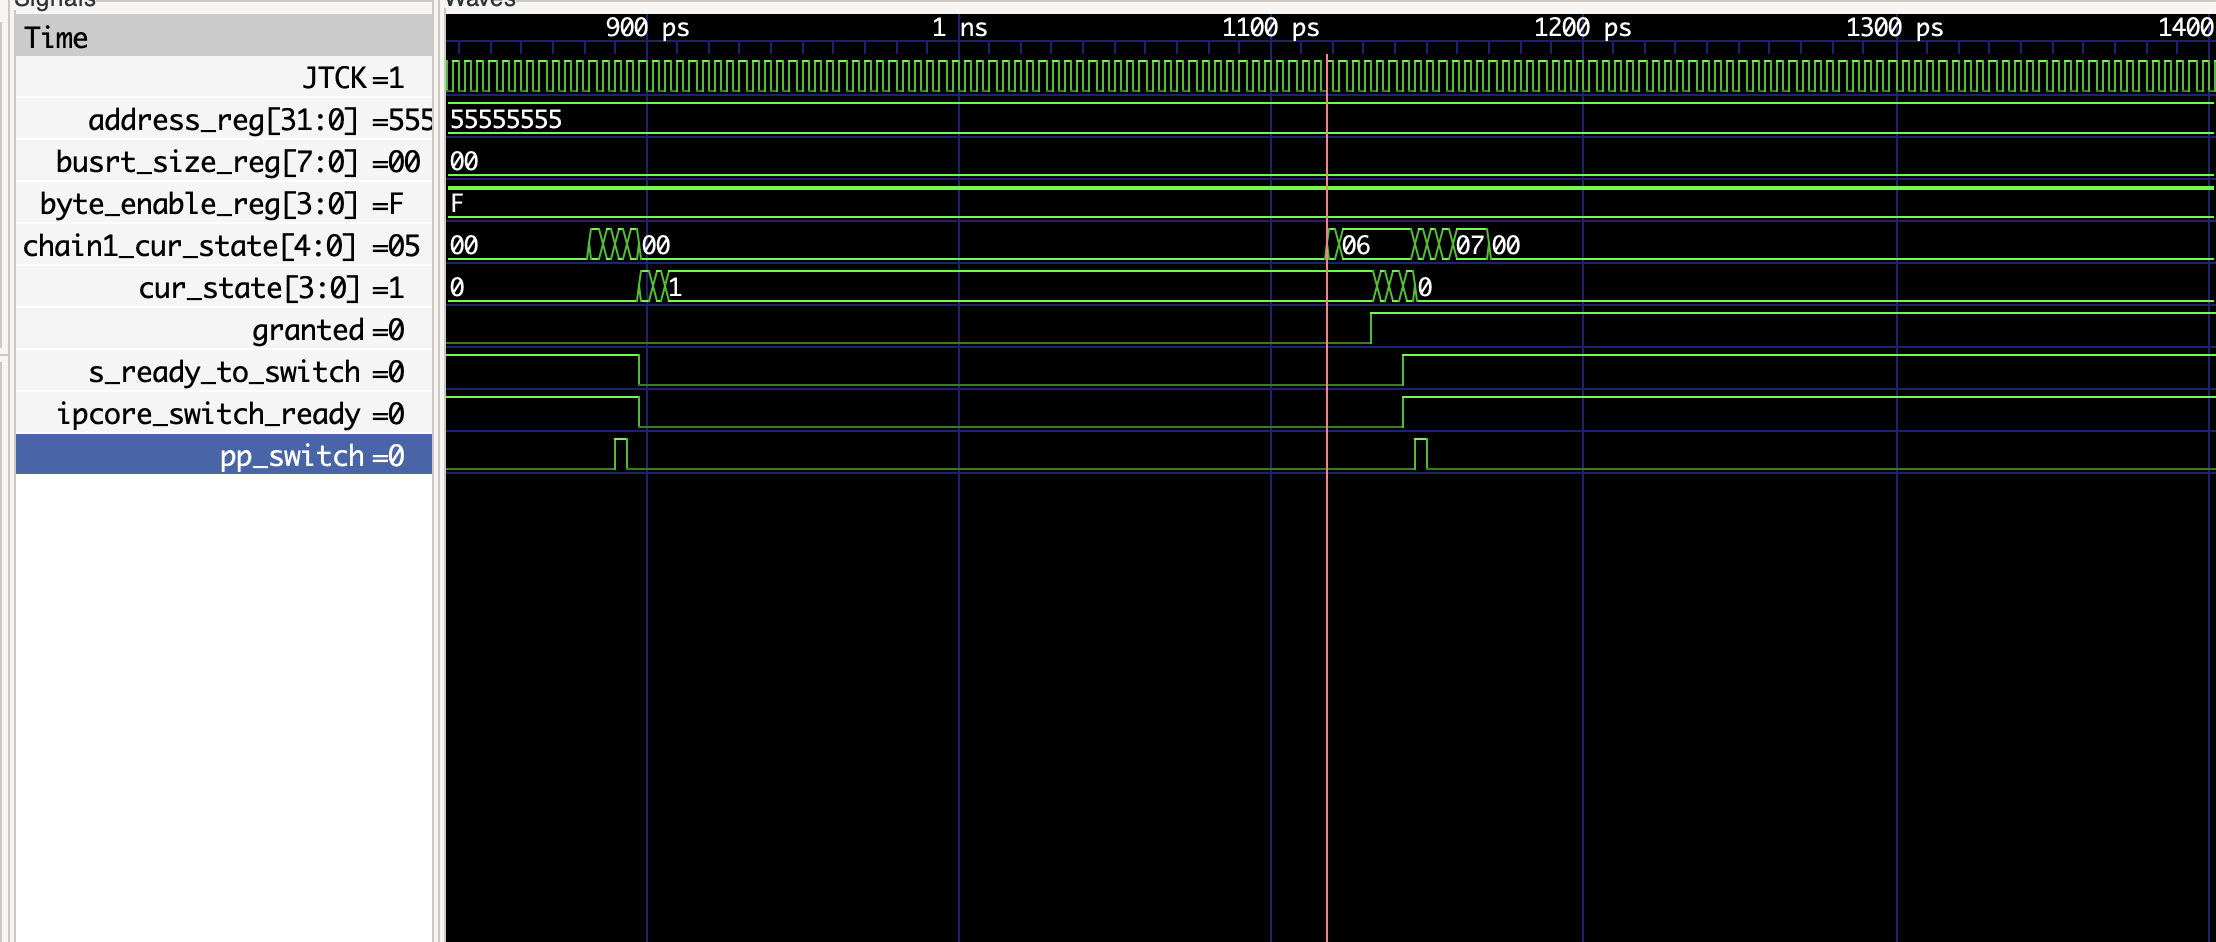 Signals
Waves
Time
900 ps 1 ns 1100 ps 1200 ps 1300 ps 1400
JTCK =1
address_reg[31:0] =555 55555555
busrt_size_reg[7:0] =00 00
byte_enable_reg[3:0] =F F
chain1_cur_state[4:0] =05 00 00 06 07 00
cur_state[3:0] =1 0 1 0
granted =0
s_ready_to_switch =0
ipcore_switch_ready =0
pp_switch =0